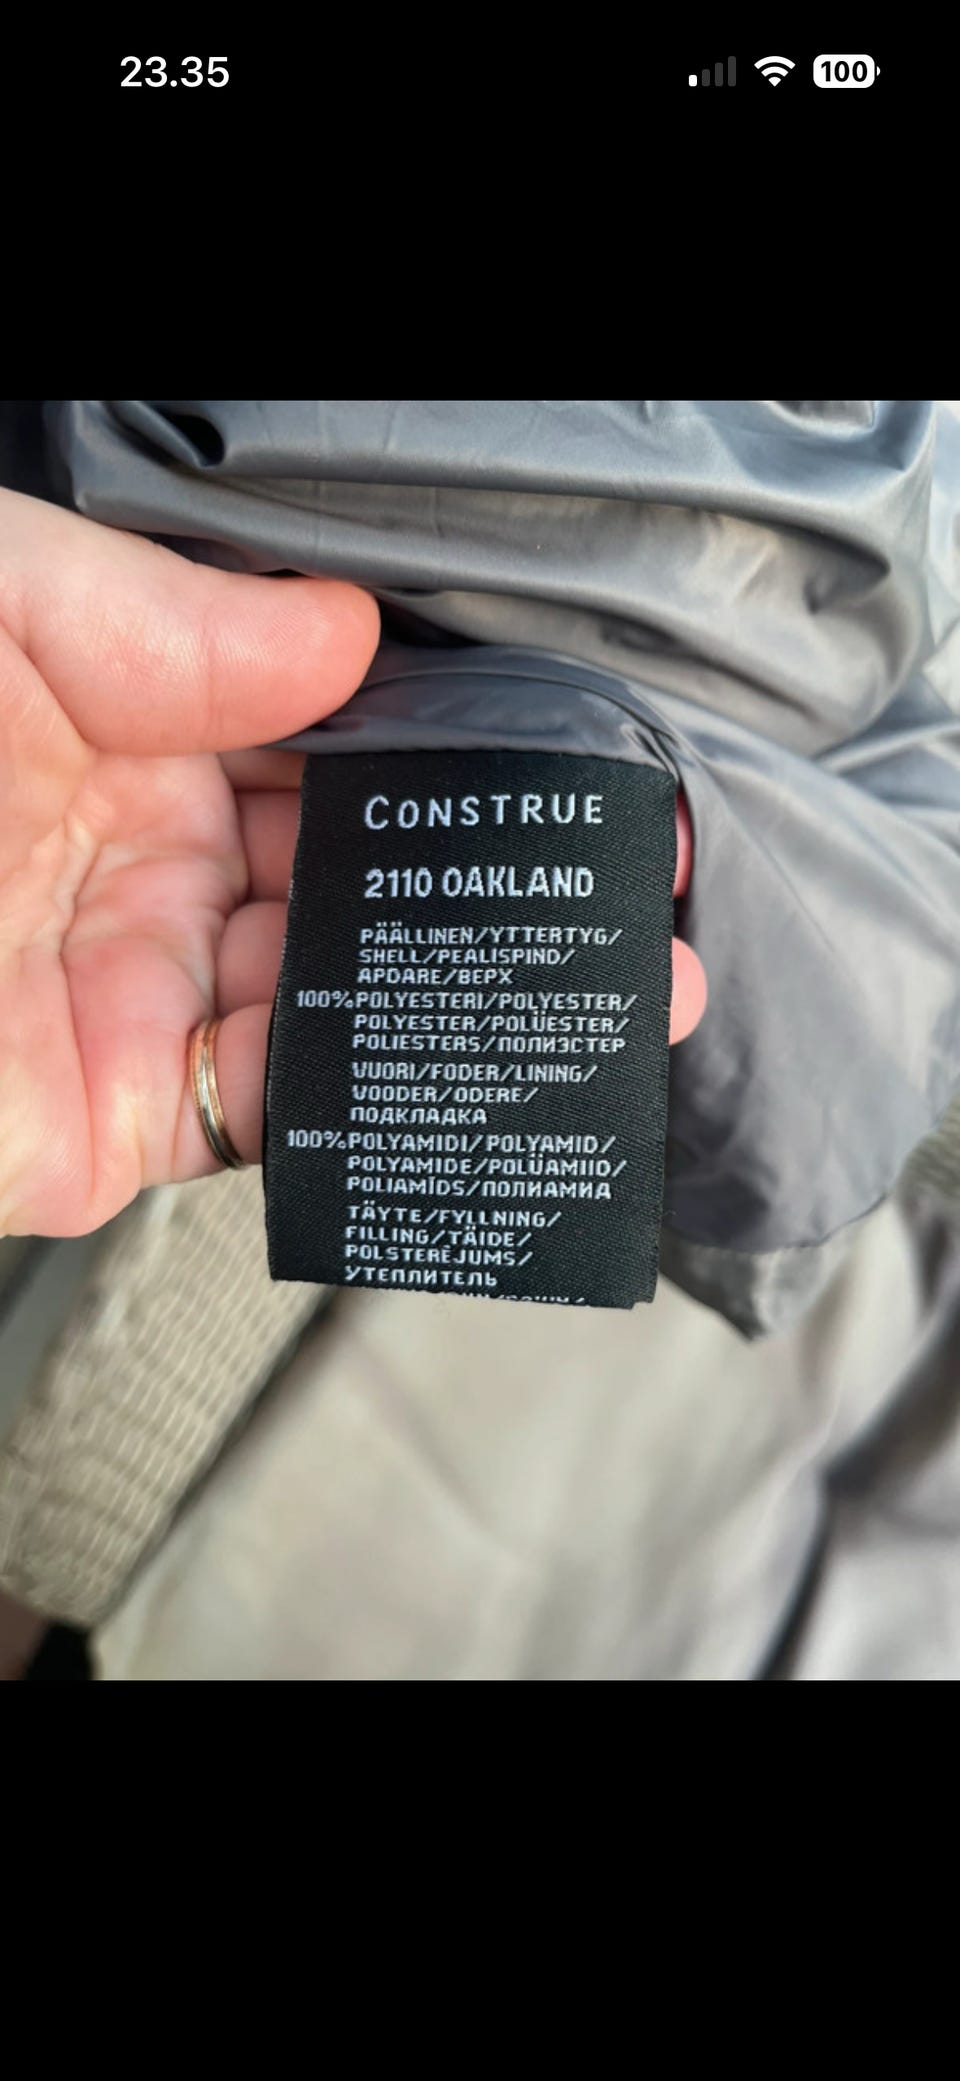 23.35
100
CONSTRUE
2110 OAKLAND
PÄÄLLINEN/YTTERTYG/
SHELL/PEALISPIND/
APDARE/ВЕРХ
100%POLYESTERI/POLYESTER/
POLYESTER/POLÜESTER/
POLIESTERS/ПОЛИЭСТЕР
VUORI/FODER/LINING/
VOODER/ODERE/
ПОДКЛАДКА
100%POLYAMIDI/POLYAMID/
POLYAMIDE/POLÜAMIID/
POLIAMĪDS/ПОЛИАМИД
TÄYTE/FYLLNING/
FILLING/TÄIDE/
POLSTERĒJUMS/
УТЕПЛИТЕЛЬ